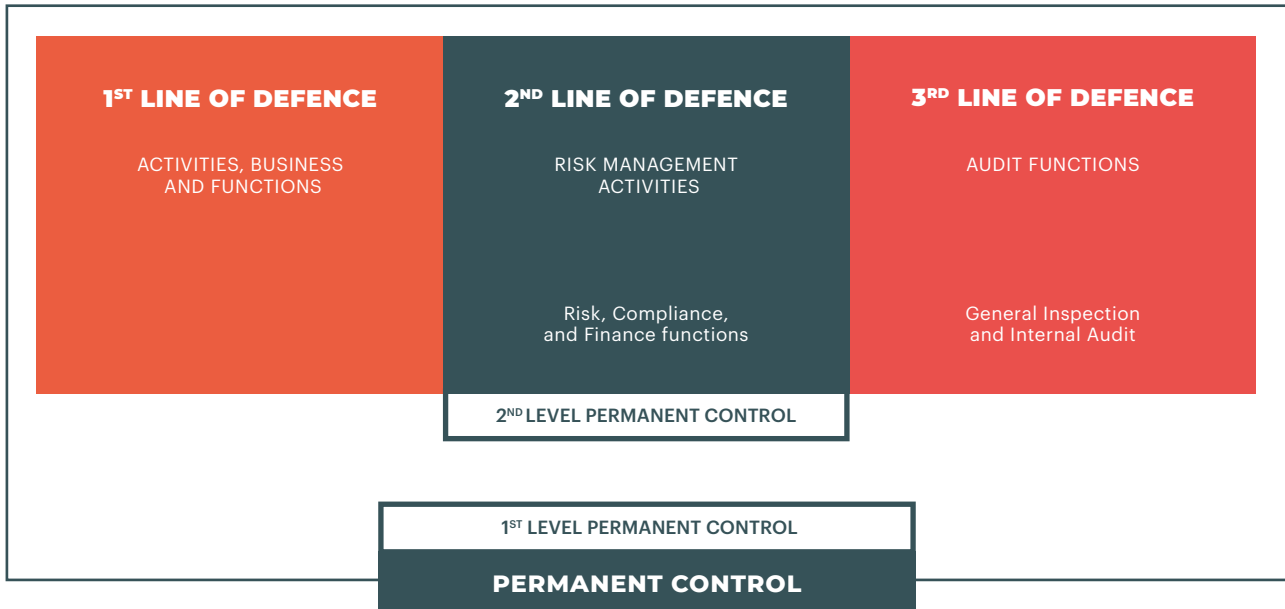 1ST LINE OF DEFENCE
ACTIVITIES, BUSINESS
AND FUNCTIONS
2ND LINE OF DEFENCE
RISK MANAGEMENT
ACTIVITIES
Risk, Compliance,
and Finance functions
3RD LINE OF DEFENCE
AUDIT FUNCTIONS
General Inspection
and Internal Audit
2ND LEVEL PERMANENT CONTROL
1ST LEVEL PERMANENT CONTROL
PERMANENT CONTROL